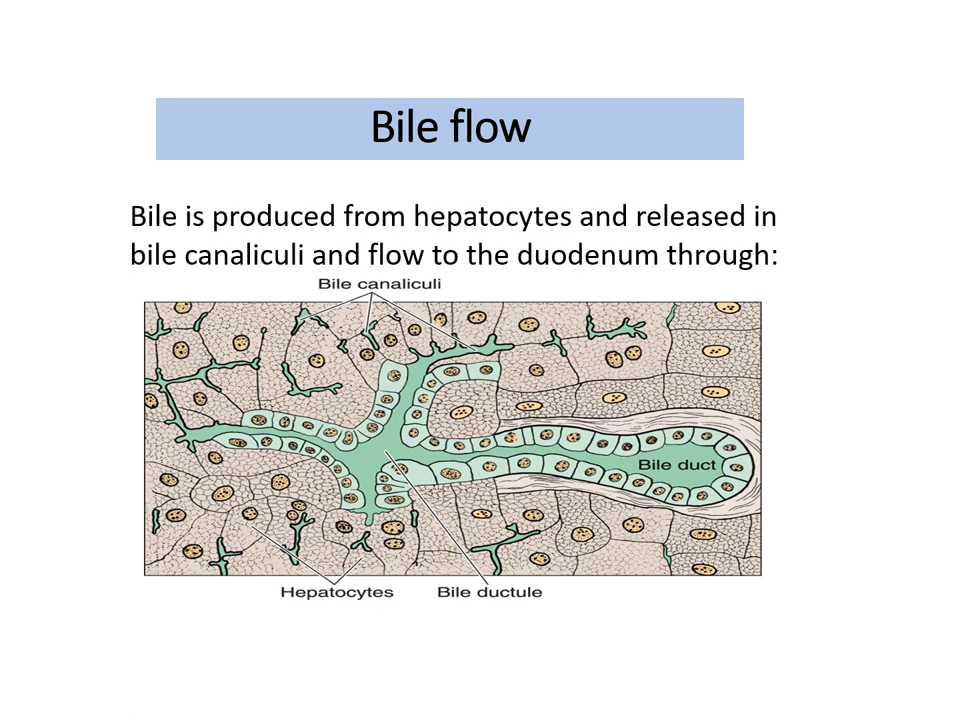 Bile flow
Bile is produced from hepatocytes and released in
bile canaliculi and flow to the duodenum through:
Bile canaliculi
Bile duct
Hepatocytes
Bile ductule